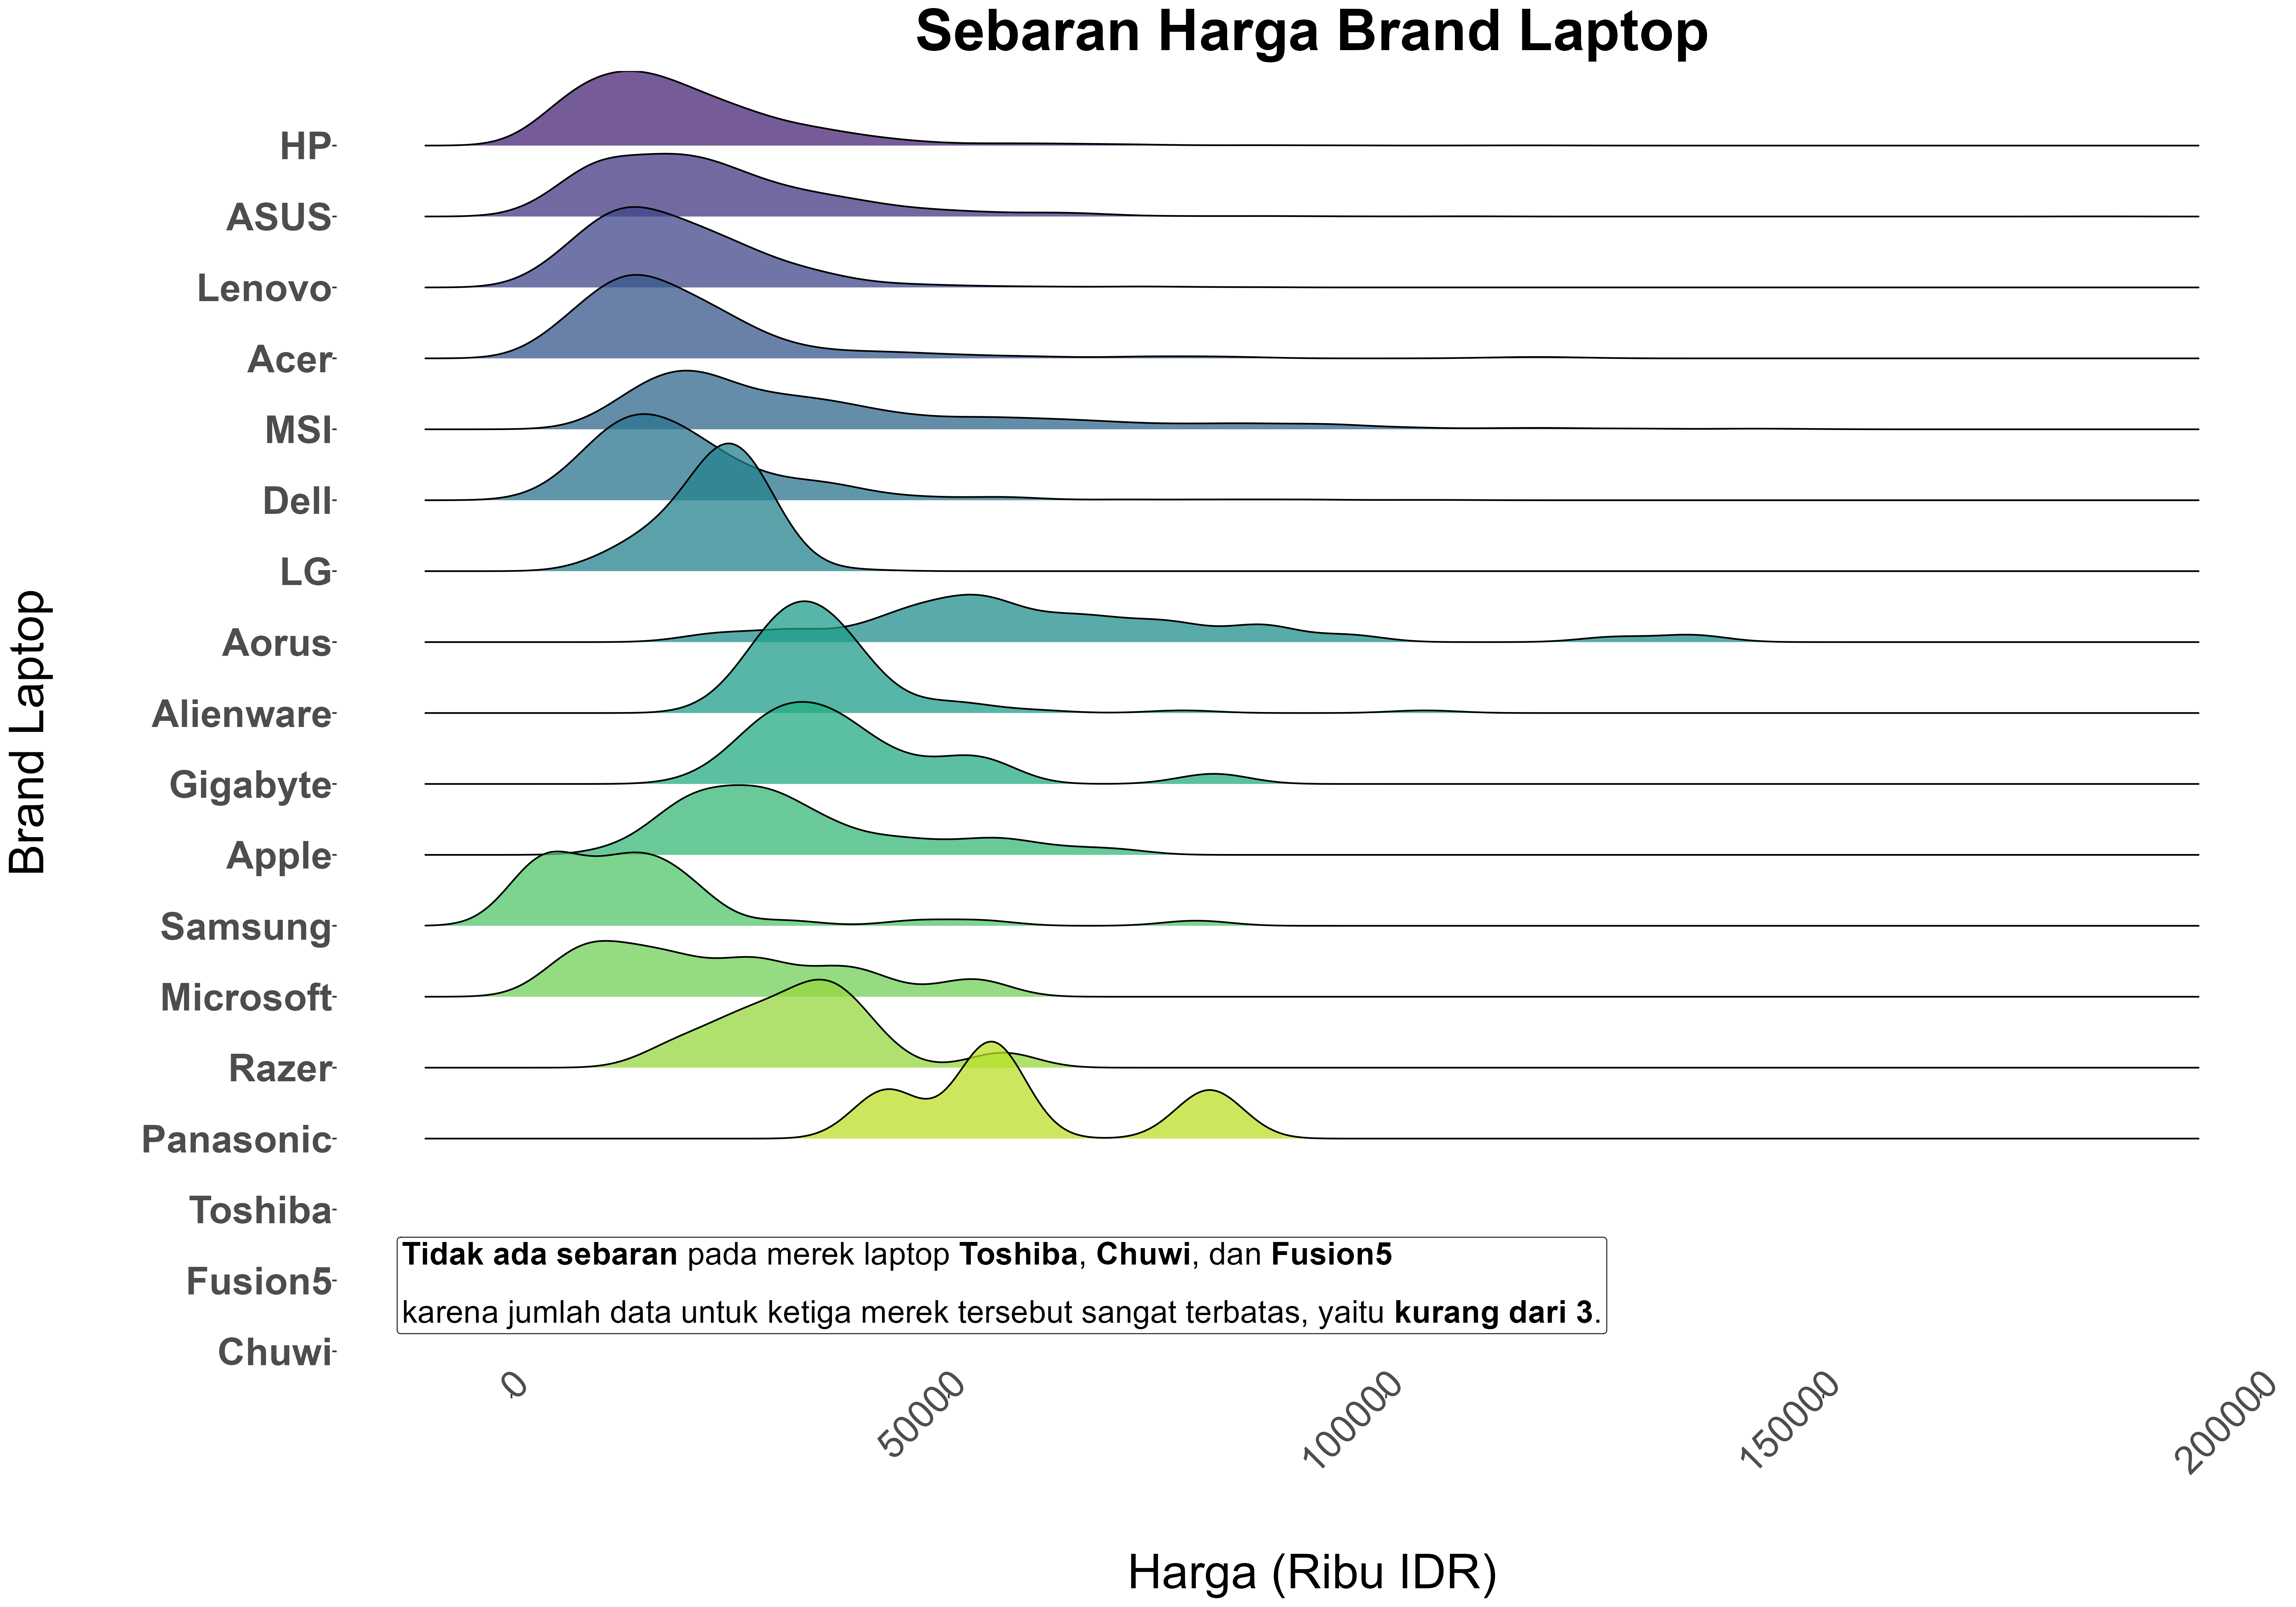 Sebaran Harga Brand Laptop
Brand Laptop
HP
ASUS
Lenovo
Acer
MSI
Dell
LG
Aorus
Alienware
Gigabyte
Apple
Samsung
Microsoft
Razer
Panasonic
Toshiba
Fusion5
Chuwi
Tidak ada sebaran pada merek laptop Toshiba, Chuwi, dan Fusion5
karena jumlah data untuk ketiga merek tersebut sangat terbatas, yaitu kurang dari 3.
0
50000
100000
150000
200000
Harga (Ribu IDR)